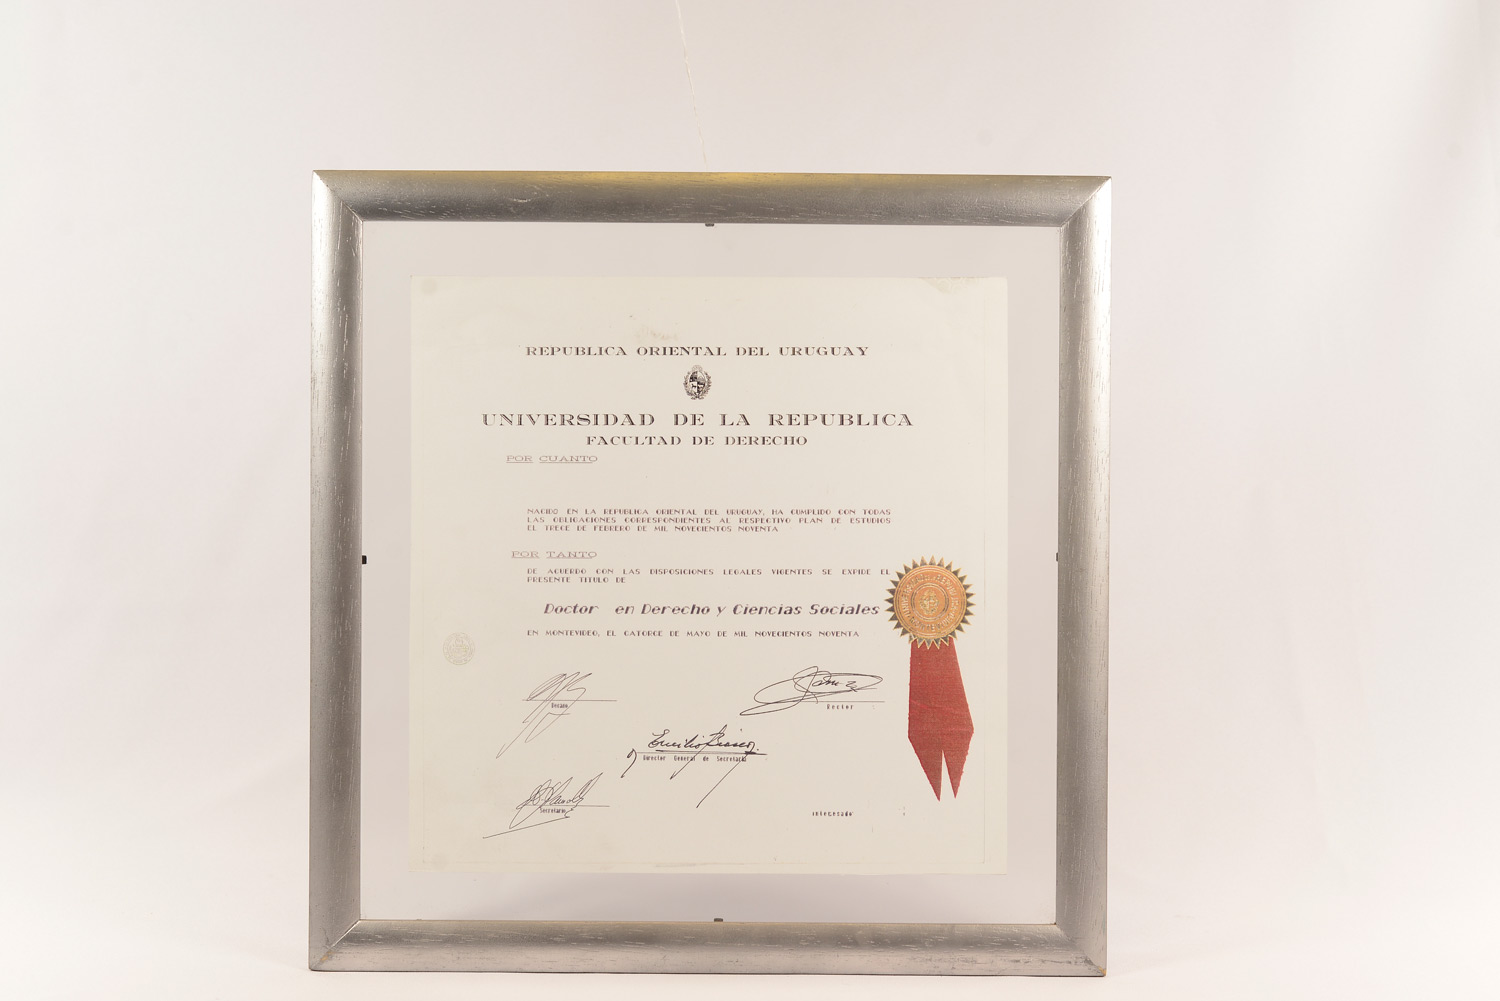 REPUBLICA ORIENTAL DEL URUGUAY
UNIVERSIDAD DE LA REPUBLICA
FACULTAD DE DERECHO
POR CUANTO
NACIDO EN LA REPUBLICA ORIENTAL DEL URUGUAY, HA CUMPLIDO CON TODAS
LAS OBLIGACIONES CORRESPONDIENTES AL RESPECTIVO PLAN DE ESTUDIOS
EL TRECE DE FEBRERO DE MIL NOVECIENTOS NOVENTA
POR TANTO
DE ACUERDO CON LAS DISPOSICIONES LEGALES VIGENTES SE EXPIDE EL
PRESENTE TITULO DE
Doctor en Derecho y Ciencias Sociales
EN MONTEVIDEO, EL CATORCE DE MAYO DE MIL NOVECIENTOS NOVENTA
Decano
Rector
Director General de Secretaría
Secretario
interesado